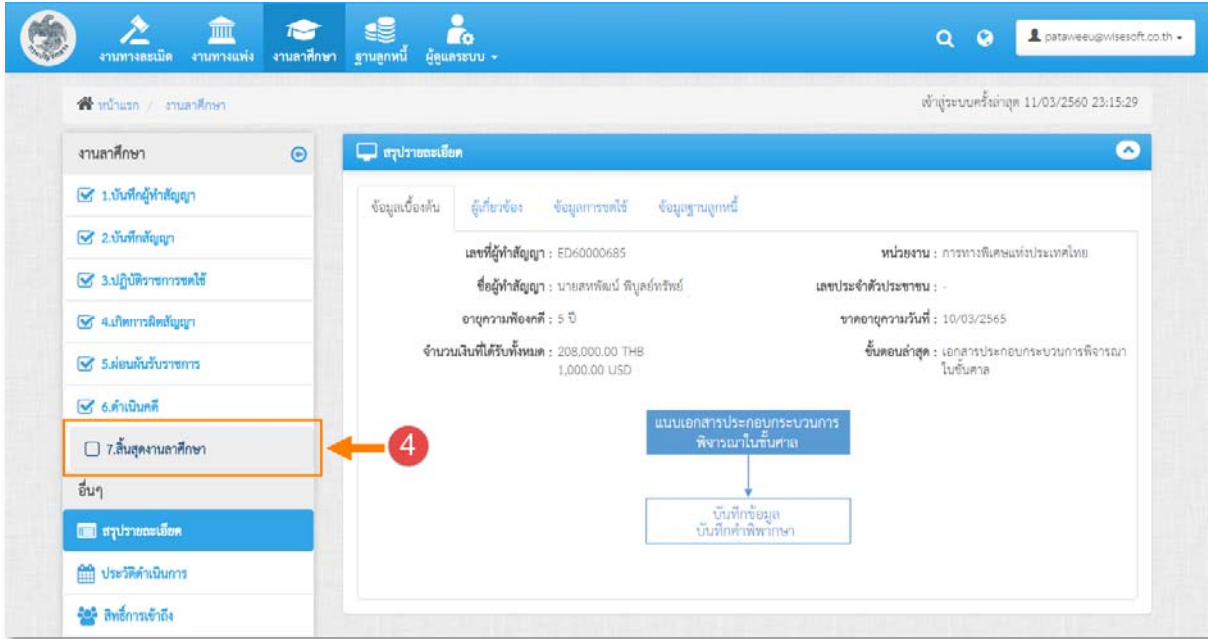 งานทางละเมิด งานทางแพ่ง งานลาศึกษา ฐานลูกหนี้ ผู้ดูแลระบบ
pataweeu@wisesoft.co.th
หน้าแรก / งานลาศึกษา
เข้าสู่ระบบครั้งล่าสุด 11/03/2560 23:15:29
งานลาศึกษา
1.บันทึกผู้ทำสัญญา
2.บันทึกสัญญา
3.ปฏิบัติราชการชดใช้
4.เกิดการผิดสัญญา
5.ผ่อนผันรับราชการ
6.ดำเนินคดี
7.สิ้นสุดงานลาศึกษา
4
อื่นๆ
สรุปรายละเอียด
ประวัติดำเนินการ
สิทธิ์การเข้าถึง
สรุปรายละเอียด
ข้อมูลเบื้องต้น ผู้เกี่ยวข้อง ข้อมูลการชดใช้ ข้อมูลฐานลูกหนี้
เลขที่ผู้ทำสัญญา : ED60000685
หน่วยงาน : การทางพิเศษแห่งประเทศไทย
ชื่อผู้ทำสัญญา : นายสหพัฒน์ พิบูลย์ทรัพย์
เลขประจำตัวประชาชน : -
อายุความฟ้องคดี : 5 ปี
ขาดอายุความวันที่ : 10/03/2565
จำนวนเงินที่ได้รับทั้งหมด : 208,000.00 THB
1,000.00 USD
ขั้นตอนล่าสุด : เอกสารประกอบกระบวนการพิจารณา
ในชั้นศาล
แนบเอกสารประกอบกระบวนการ
พิจารณาในชั้นศาล
บันทึกข้อมูล
บันทึกคำพิพากษา